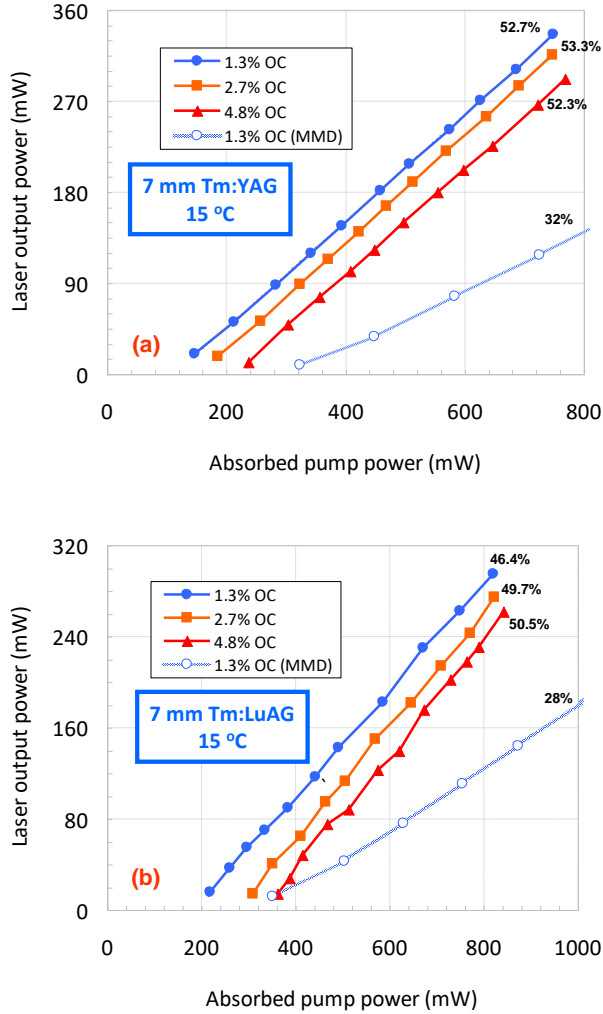 360
270
180
90
0
Laser output power (mW)
1.3% OC
2.7% OC
4.8% OC
1.3% OC (MMD)
52.7%
53.3%
52.3%
32%
7 mm Tm:YAG
15 ºC
(a)
0 200 400 600 800
Absorbed pump power (mW)
320
240
160
80
0
Laser output power (mW)
1.3% OC
2.7% OC
4.8% OC
1.3% OC (MMD)
46.4%
49.7%
50.5%
28%
7 mm Tm:LuAG
15 ºC
(b)
0 200 400 600 800 1000
Absorbed pump power (mW)